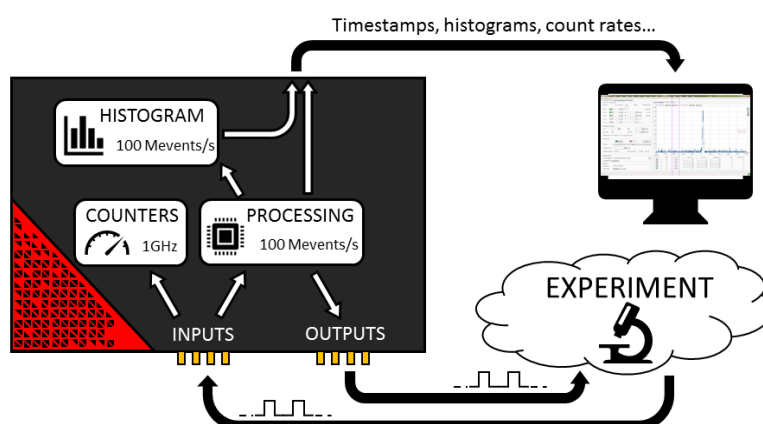 Timestamps, histograms, count rates...
HISTOGRAM
100 Mevents/s
COUNTERS
1GHz
PROCESSING
100 Mevents/s
INPUTS
OUTPUTS
EXPERIMENT